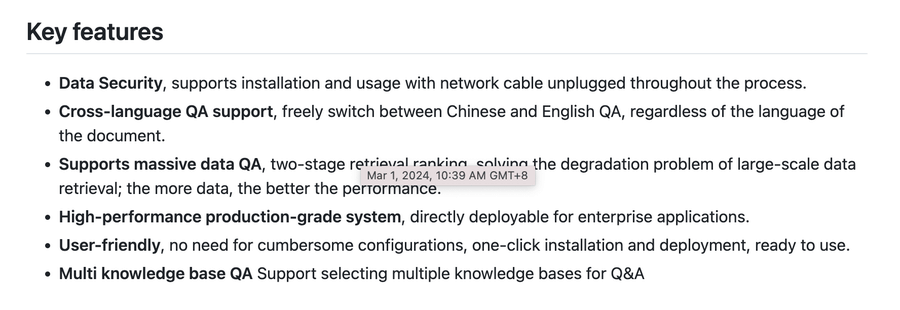 Key features
• Data Security, supports installation and usage with network cable unplugged throughout the process.
• Cross-language QA support, freely switch between Chinese and English QA, regardless of the language of
the document.
• Supports massive data QA, two-stage retrieval ranking, solving the degradation problem of large-scale data
Mar 1, 2024, 10:39 AM GMT+8
retrieval; the more data, the better the performance.
• High-performance production-grade system, directly deployable for enterprise applications.
• User-friendly, no need for cumbersome configurations, one-click installation and deployment, ready to use.
• Multi knowledge base QA Support selecting multiple knowledge bases for Q&A